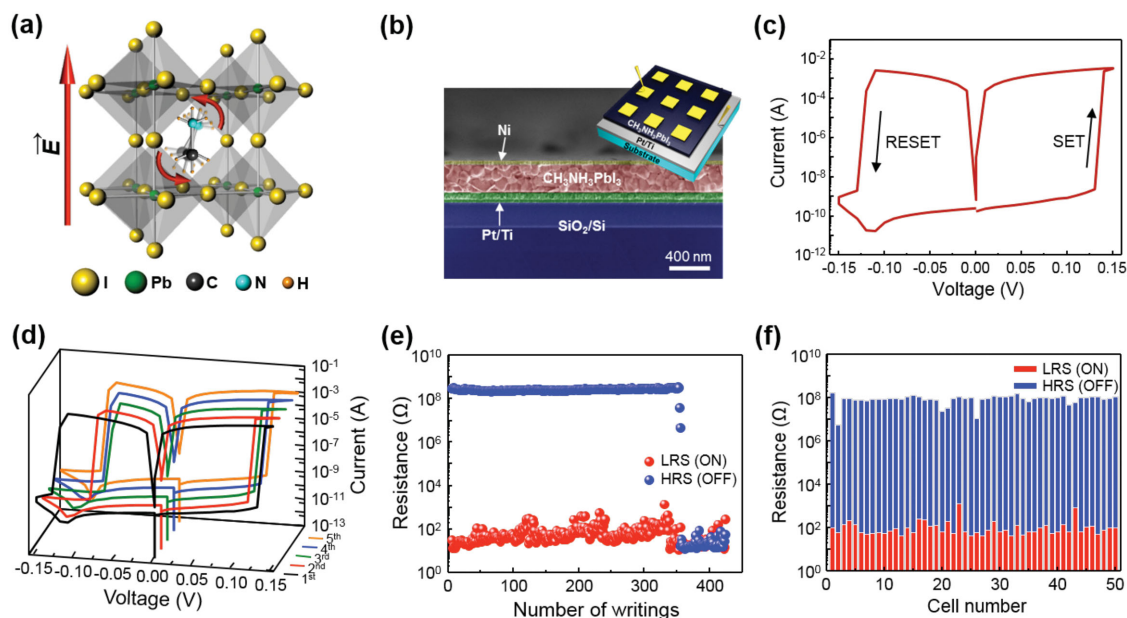 (a)
E
I Pb C N H
(b)
Ni
CH3NH3PbI3
Pt/Ti
SiO2/Si
400 nm
CH3NH3PbI3
Pt/Ti
Substrate
(c)
Current (A)
10-2
10-4
10-6
10-8
10-10
10-12
RESET
SET
-0.15 -0.10 -0.05 0.00 0.05 0.10 0.15
Voltage (V)
(d)
10-1
10-3
10-5
10-7
10-9
10-11
10-13
Current (A)
5th
4th
3rd
2nd
1st
-0.15 -0.10 -0.05 0.00 0.05 0.10 0.15
Voltage (V)
(e)
Resistance (Ω)
1010
108
106
104
102
100
LRS (ON)
HRS (OFF)
0 100 200 300 400
Number of writings
(f)
Resistance (Ω)
1010
108
106
104
102
100
LRS (ON)
HRS (OFF)
0 10 20 30 40 50
Cell number